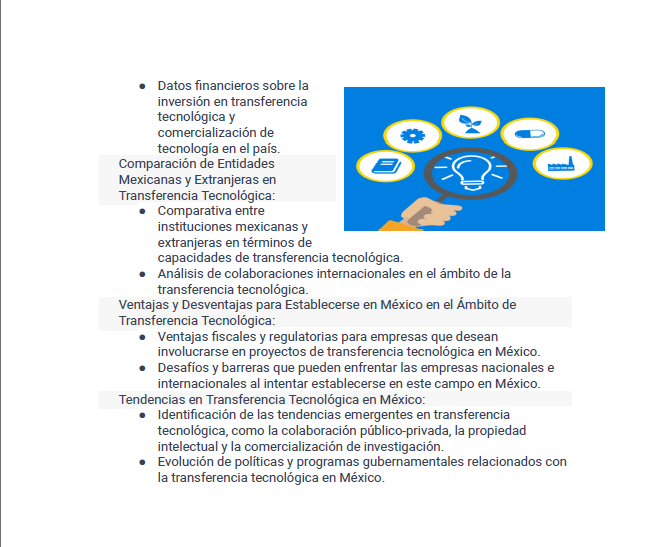 ● Datos financieros sobre la
inversión en transferencia
tecnológica y
comercialización de
tecnología en el país.
Comparación de Entidades
Mexicanas y Extranjeras en
Transferencia Tecnológica:
● Comparativa entre
instituciones mexicanas y
extranjeras en términos de
capacidades de transferencia tecnológica.
● Análisis de colaboraciones internacionales en el ámbito de la
transferencia tecnológica.
Ventajas y Desventajas para Establecerse en México en el Ámbito de
Transferencia Tecnológica:
● Ventajas fiscales y regulatorias para empresas que desean
involucrarse en proyectos de transferencia tecnológica en México.
● Desafíos y barreras que pueden enfrentar las empresas nacionales e
internacionales al intentar establecerse en este campo en México.
Tendencias en Transferencia Tecnológica en México:
● Identificación de las tendencias emergentes en transferencia
tecnológica, como la colaboración público-privada, la propiedad
intelectual y la comercialización de investigación.
● Evolución de políticas y programas gubernamentales relacionados con
la transferencia tecnológica en México.